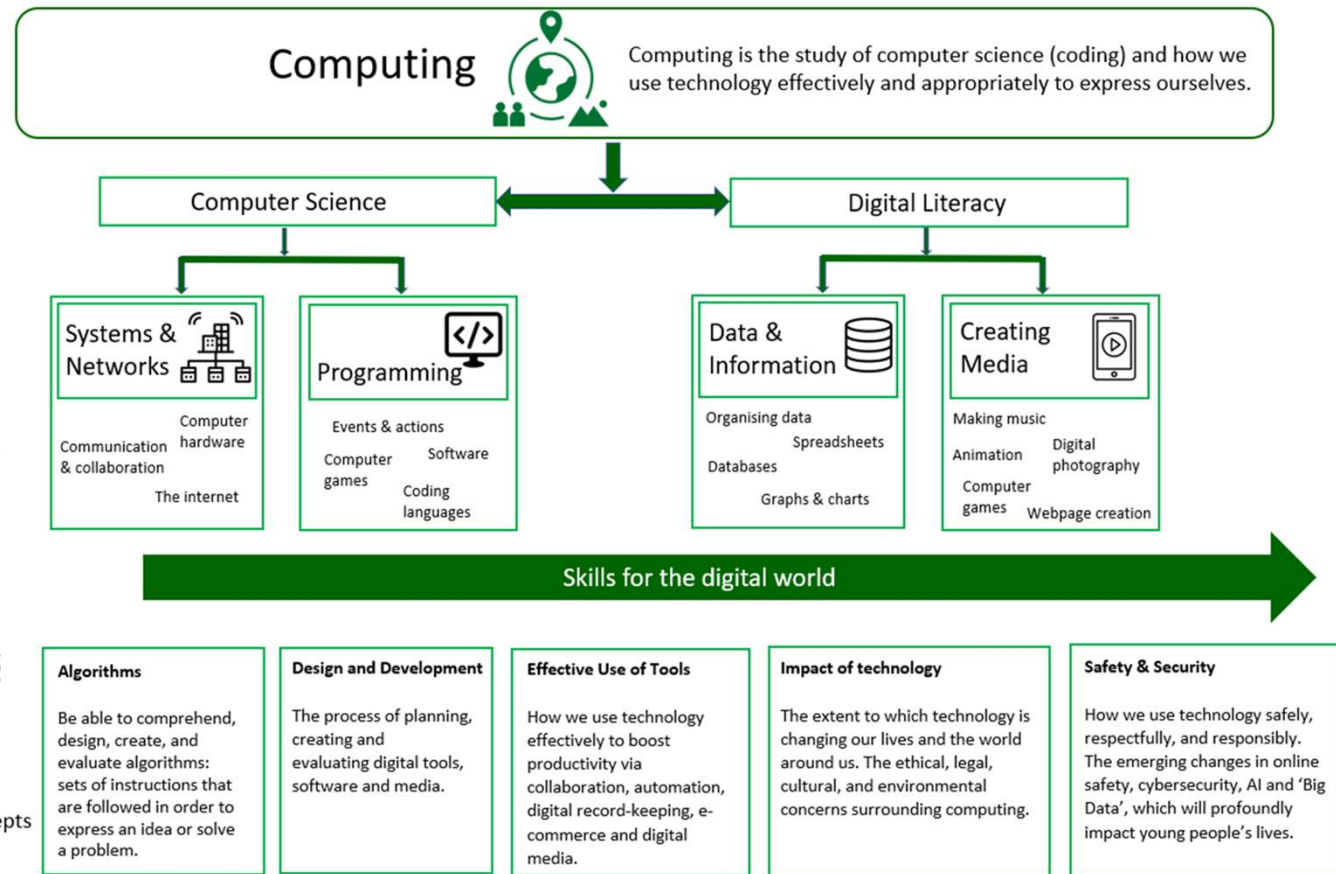 Computing
Computing is the study of computer science (coding) and how we
use technology effectively and appropriately to express ourselves.
Computer Science
Digital Literacy
Systems &
Networks
Computer
hardware
Communication
& collaboration
The internet
</>
Programming
Events & actions
Software
Computer
games
Coding
languages
Data &
Information
Organising data
Spreadsheets
Databases
Graphs & charts
Creating
Media
Making music
Digital
photography
Animation
Computer
games
Webpage creation
Skills for the digital world
Algorithms
Be able to comprehend,
design, create, and
evaluate algorithms:
sets of instructions that
are followed in order to
express an idea or solve
a problem.
Design and Development
The process of planning,
creating and
evaluating digital tools,
software and media.
Effective Use of Tools
How we use technology
effectively to boost
productivity via
collaboration, automation,
digital record-keeping, e-
commerce and digital
media.
Impact of technology
The extent to which technology is
changing our lives and the world
around us. The ethical, legal,
cultural, and environmental
concerns surrounding computing.
Safety & Security
How we use technology safely,
respectfully, and responsibly.
The emerging changes in online
safety, cybersecurity, AI and ‘Big
Data’, which will profoundly
impact young people’s lives.